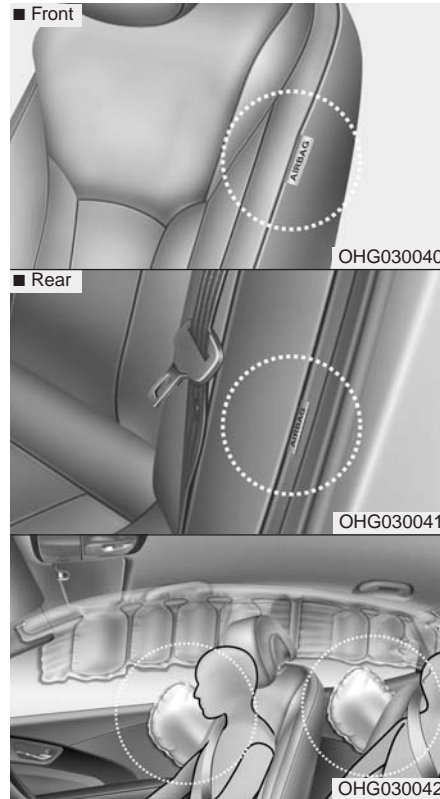 ■ Front
AIRBAG
OHG030040
■ Rear
AIRBAG
OHG030041
OHG030042